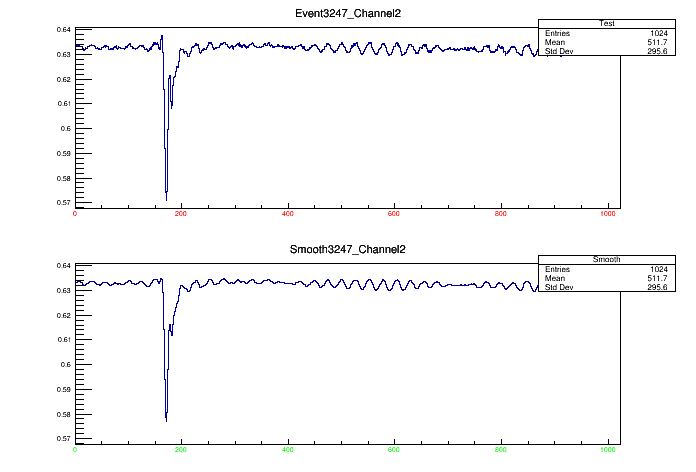 Event3247_Channel2
Test
Entries 1024
Mean 511.7
Std Dev 295.6
0.64
0.63
0.62
0.61
0.6
0.59
0.58
0.57
0 200 400 600 800 1000
Smooth3247_Channel2
Smooth
Entries 1024
Mean 511.7
Std Dev 295.6
0.64
0.63
0.62
0.61
0.6
0.59
0.58
0.57
0 200 400 600 800 1000